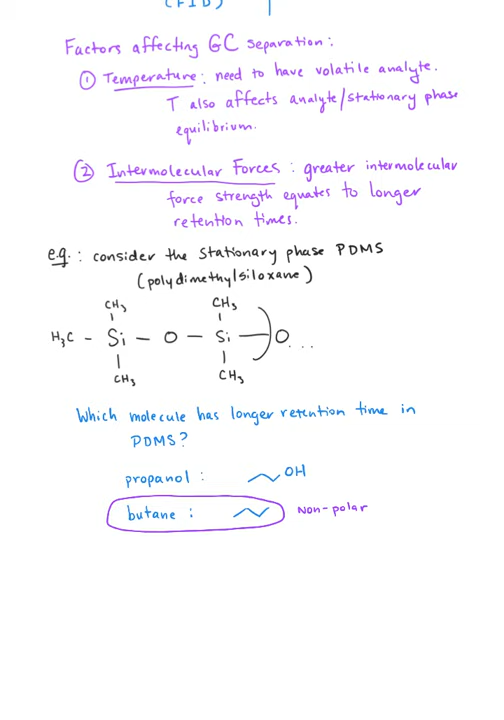 (FID)
Factors affecting GC separation:
① Temperature: need to have volatile analyte.
T also affects analyte/stationary phase
equilibrium.
② Intermolecular Forces: greater intermolecular
force strength equates to longer
retention times.
e.g.: consider the stationary phase PDMS
(polydimethylsiloxane)
CH₃ CH₃
H₃C - Si - O - Si - O...
CH₃ CH₃
Which molecule has longer retention time in
PDMS?
propanol: OH
butane: Non-polar